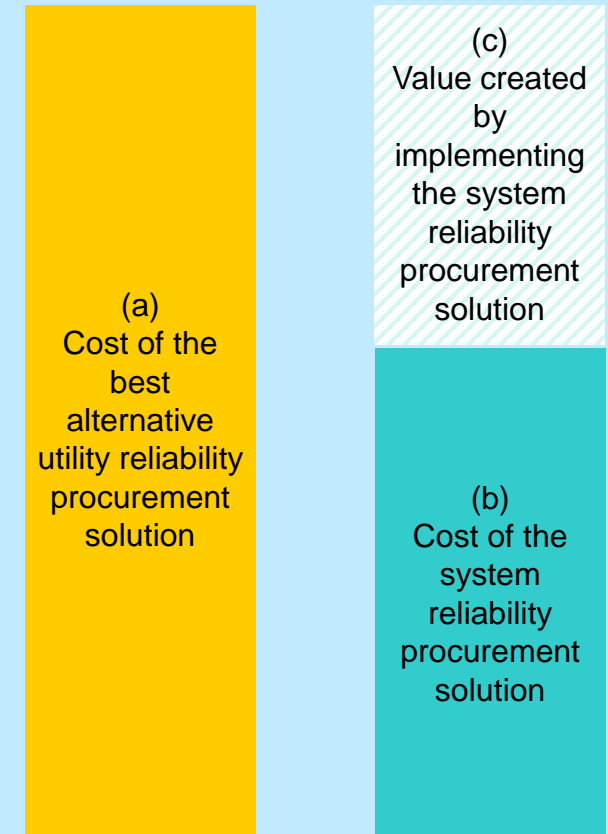 (a)
Cost of the
best
alternative
utility reliability
procurement
solution
(c)
Value created
by
implementing
the system
reliability
procurement
solution
(b)
Cost of the
system
reliability
procurement
solution